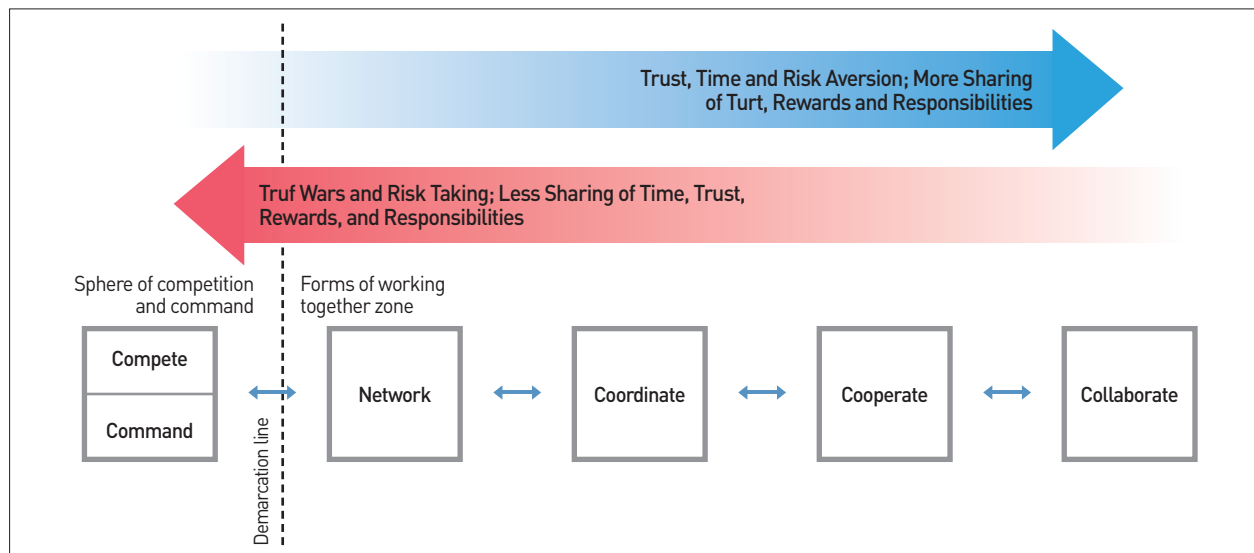 Trust, Time and Risk Aversion; More Sharing
of Turt, Rewards and Responsibilities
Truf Wars and Risk Taking; Less Sharing of Time, Trust,
Rewards, and Responsibilities
Sphere of competition
and command
Forms of working
together zone
Compete
Command
Demarcation line
Network
Coordinate
Cooperate
Collaborate